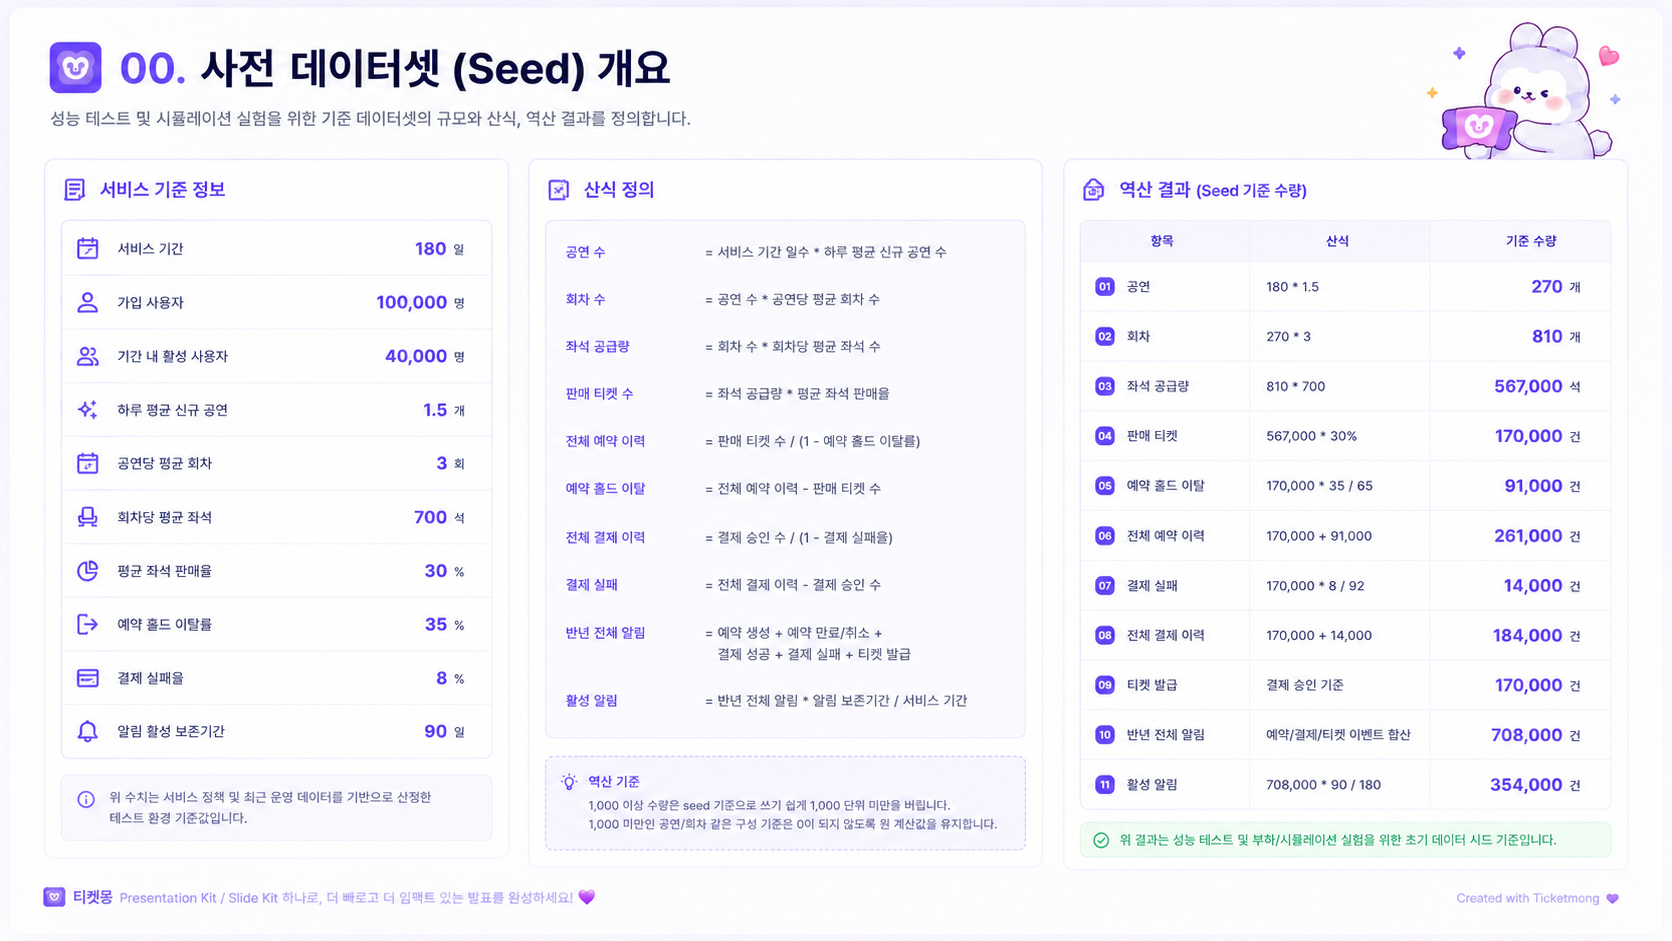 00. 사전 데이터셋 (Seed) 개요
성능 테스트 및 시뮬레이션 실험을 위한 기준 데이터셋의 규모와 산식, 역산 결과를 정의합니다.
서비스 기준 정보
서비스 기간 180 일
가입 사용자 100,000 명
기간 내 활성 사용자 40,000 명
하루 평균 신규 공연 1.5 개
공연당 평균 회차 3 회
회차당 평균 좌석 700 석
평균 좌석 판매율 30 %
예약 홀드 이탈률 35 %
결제 실패율 8 %
알림 활성 보존기간 90 일
위 수치는 서비스 정책 및 최근 운영 데이터를 기반으로 산정한
테스트 환경 기준값입니다.
산식 정의
공연 수 = 서비스 기간 일수 * 하루 평균 신규 공연 수
회차 수 = 공연 수 * 공연당 평균 회차 수
좌석 공급량 = 회차 수 * 회차당 평균 좌석 수
판매 티켓 수 = 좌석 공급량 * 평균 좌석 판매율
전체 예약 이력 = 판매 티켓 수 / (1 - 예약 홀드 이탈률)
예약 홀드 이탈 = 전체 예약 이력 - 판매 티켓 수
전체 결제 이력 = 결제 승인 수 / (1 - 결제 실패율)
결제 실패 = 전체 결제 이력 - 결제 승인 수
반년 전체 알림 = 예약 생성 + 예약 만료/취소 +
결제 성공 + 결제 실패 + 티켓 발급
활성 알림 = 반년 전체 알림 * 알림 보존기간 / 서비스 기간
역산 기준
1,000 이상 수량은 seed 기준으로 쓰기 쉽게 1,000 단위 미만을 버립니다.
1,000 미만인 공연/회차 같은 구성 기준은 0이 되지 않도록 원 계산값을 유지합니다.
역산 결과 (Seed 기준 수량)
항목 산식 기준 수량
01 공연 180 * 1.5 270 개
02 회차 270 * 3 810 개
03 좌석 공급량 810 * 700 567,000 석
04 판매 티켓 567,000 * 30% 170,000 건
05 예약 홀드 이탈 170,000 * 35 / 65 91,000 건
06 전체 예약 이력 170,000 + 91,000 261,000 건
07 결제 실패 170,000 * 8 / 92 14,000 건
08 전체 결제 이력 170,000 + 14,000 184,000 건
09 티켓 발급 결제 승인 기준 170,000 건
10 반년 전체 알림 예약/결제/티켓 이벤트 합산 708,000 건
11 활성 알림 708,000 * 90 / 180 354,000 건
위 결과는 성능 테스트 및 부하/시뮬레이션 실험을 위한 초기 데이터 시드 기준입니다.
티켓몽 Presentation Kit / Slide Kit 하나로, 더 빠르고 더 임팩트 있는 발표를 완성하세요!
Created with Ticketmong